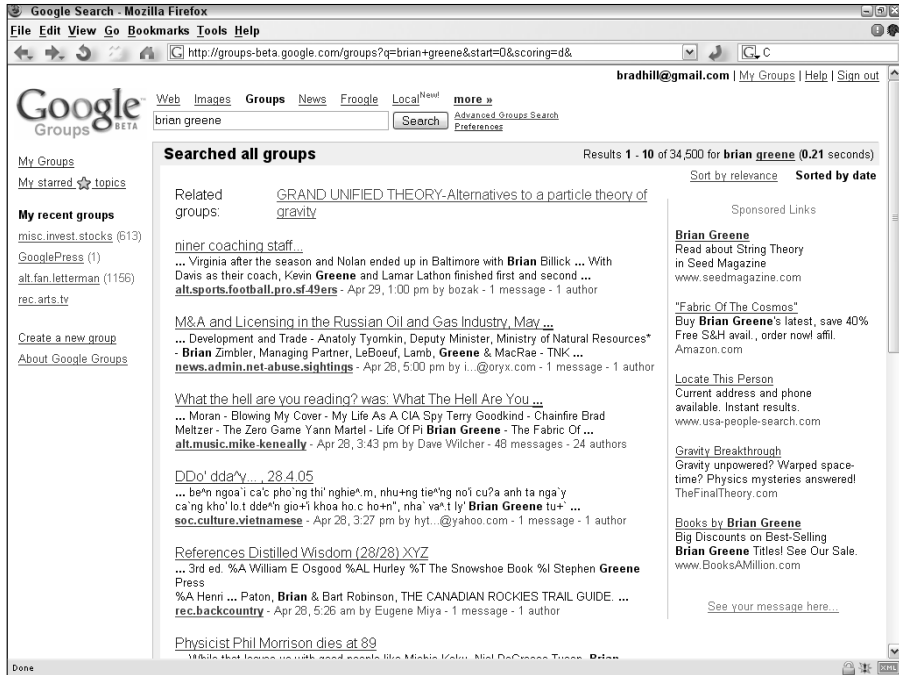 Google Search - Mozilla Firefox
File Edit View Go Bookmarks Tools Help
G http://groups-beta.google.com/groups?q=brian+greene&start=0&scoring=d& G C
bradhill@gmail.com | My Groups | Help | Sign out
Google Groups BETA
Web Images Groups News Froogle Local New! more »
brian greene Search Advanced Groups Search
Preferences
My Groups
My starred topics
My recent groups
misc.invest.stocks (613)
GooglePress (1)
alt.fan.letterman (1156)
rec.arts.tv
Create a new group
About Google Groups
Searched all groups Results 1 - 10 of 34,500 for brian greene (0.21 seconds)
Sort by relevance Sorted by date
Related groups: GRAND UNIFIED THEORY-Alternatives to a particle theory of
gravity
niner coaching staff...
... Virginia after the season and Nolan ended up in Baltimore with Brian Billick ... With
Davis as their coach, Kevin Greene and Lamar Lathon finished first and second ...
alt.sports.football.pro.sf-49ers - Apr 29, 1:00 pm by bozak - 1 message - 1 author
M&A and Licensing in the Russian Oil and Gas Industry, May ...
... Development and Trade - Anatoly Tyomkin, Deputy Minister, Ministry of Natural Resources*
- Brian Zimbler, Managing Partner, LeBoeuf, Lamb, Greene & MacRae - TNK ...
news.admin.net-abuse.sightings - Apr 28, 5:00 pm by i...@oryx.com - 1 message - 1 author
What the hell are you reading? was: What The Hell Are You ...
... Moran - Blowing My Cover - My Life As A CIA Spy Terry Goodkind - Chainfire Brad
Meltzer - The Zero Game Yann Martel - Life Of Pi Brian Greene - The Fabric Of ...
alt.music.mike-keneally - Apr 28, 3:43 pm by Dave Wilcher - 48 messages - 24 authors
DDo' dda^y... , 28.4.05
... be^n ngoa`i ca'c pho`ng thi' nghie^.m, nhu+ng tie^'ng no'i cu?a anh ta nga`y
ca`ng kho' lo.t dde^'n gio+'i khoa ho.c ho+n", nha` va^.t ly' Brian Greene tu+` ...
soc.culture.vietnamese - Apr 28, 3:27 pm by hyt...@yahoo.com - 1 message - 1 author
References Distilled Wisdom (28/28) XYZ
... 3rd ed. %A William E Osgood %AL Hurley %T The Snowshoe Book %I Stephen Greene
Press
%A Henri ... Paton, Brian & Bart Robinson, THE CANADIAN ROCKIES TRAIL GUIDE. ...
rec.backcountry - Apr 28, 5:26 am by Eugene Miya - 1 message - 1 author
Physicist Phil Morrison dies at 89
Sponsored Links
Brian Greene
Read about String Theory
in Seed Magazine
www.seedmagazine.com
"Fabric Of The Cosmos"
Buy Brian Greene's latest, save 40%
Free S&H avail., order now! affil.
Amazon.com
Locate This Person
Current address and phone
available. Instant results.
www.usa-people-search.com
Gravity Breakthrough
Gravity unpowered? Warped space-
time? Physics mysteries answered!
TheFinalTheory.com
Books by Brian Greene
Big Discounts on Best-Selling
Brian Greene Titles! See Our Sale.
www.BooksAMillion.com
See your message here...
Done XML